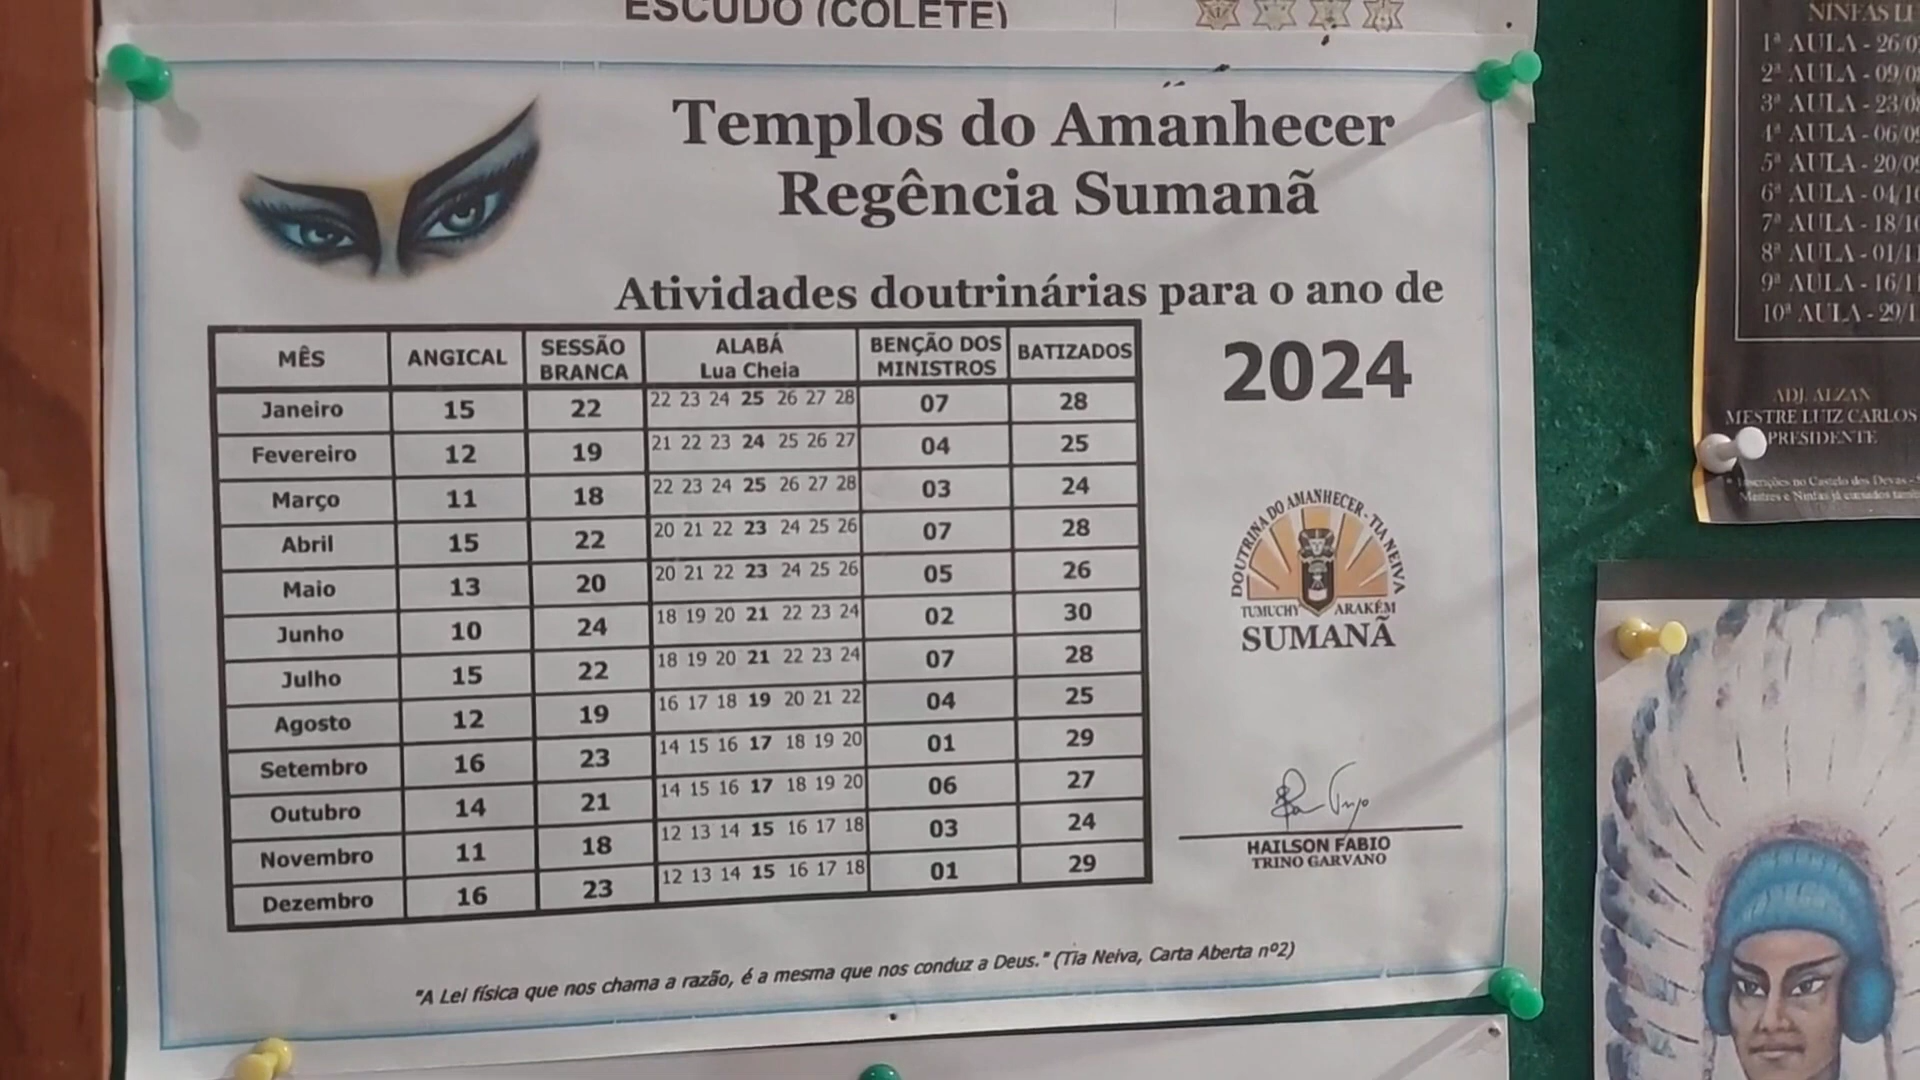 ESCUDO (COLETE)
Templos do Amanhecer
Regência Sumanã
Atividades doutrinárias para o ano de
2024
MÊS ANGICAL SESSÃO BRANCA ALABÁ Lua Cheia BENÇÃO DOS MINISTROS BATIZADOS
Janeiro 15 22 22 23 24 25 26 27 28 07 28
Fevereiro 12 19 21 22 23 24 25 26 27 04 25
Março 11 18 22 23 24 25 26 27 28 03 24
Abril 15 22 20 21 22 23 24 25 26 07 28
Maio 13 20 20 21 22 23 24 25 26 05 26
Junho 10 24 18 19 20 21 22 23 24 02 30
Julho 15 22 18 19 20 21 22 23 24 07 28
Agosto 12 19 16 17 18 19 20 21 22 04 25
Setembro 16 23 14 15 16 17 18 19 20 01 29
Outubro 14 21 14 15 16 17 18 19 20 06 27
Novembro 11 18 12 13 14 15 16 17 18 03 24
Dezembro 16 23 12 13 14 15 16 17 18 01 29
DOUTRINA DO AMANHECER - TIA NEIVA
TUMUCHY ARAKÉM
SUMANÃ
HAILSON FABIO
TRINO GARVANO
"A Lei física que nos chama a razão, é a mesma que nos conduz a Deus." (Tia Neiva, Carta Aberta nº2)
NINFAS
1ª AULA - 26/0
2ª AULA - 09/0
3ª AULA - 23/0
4ª AULA - 06/0
5ª AULA - 20/0
6ª AULA - 04/1
7ª AULA - 18/1
8ª AULA - 01/1
9ª AULA - 16/1
10ª AULA - 29/1
ADJ. ALZAN
MESTRE LUIZ CARLOS
PRESIDENTE
* Inscrições no Castelo dos Devas -
Mestres e Ninfas já